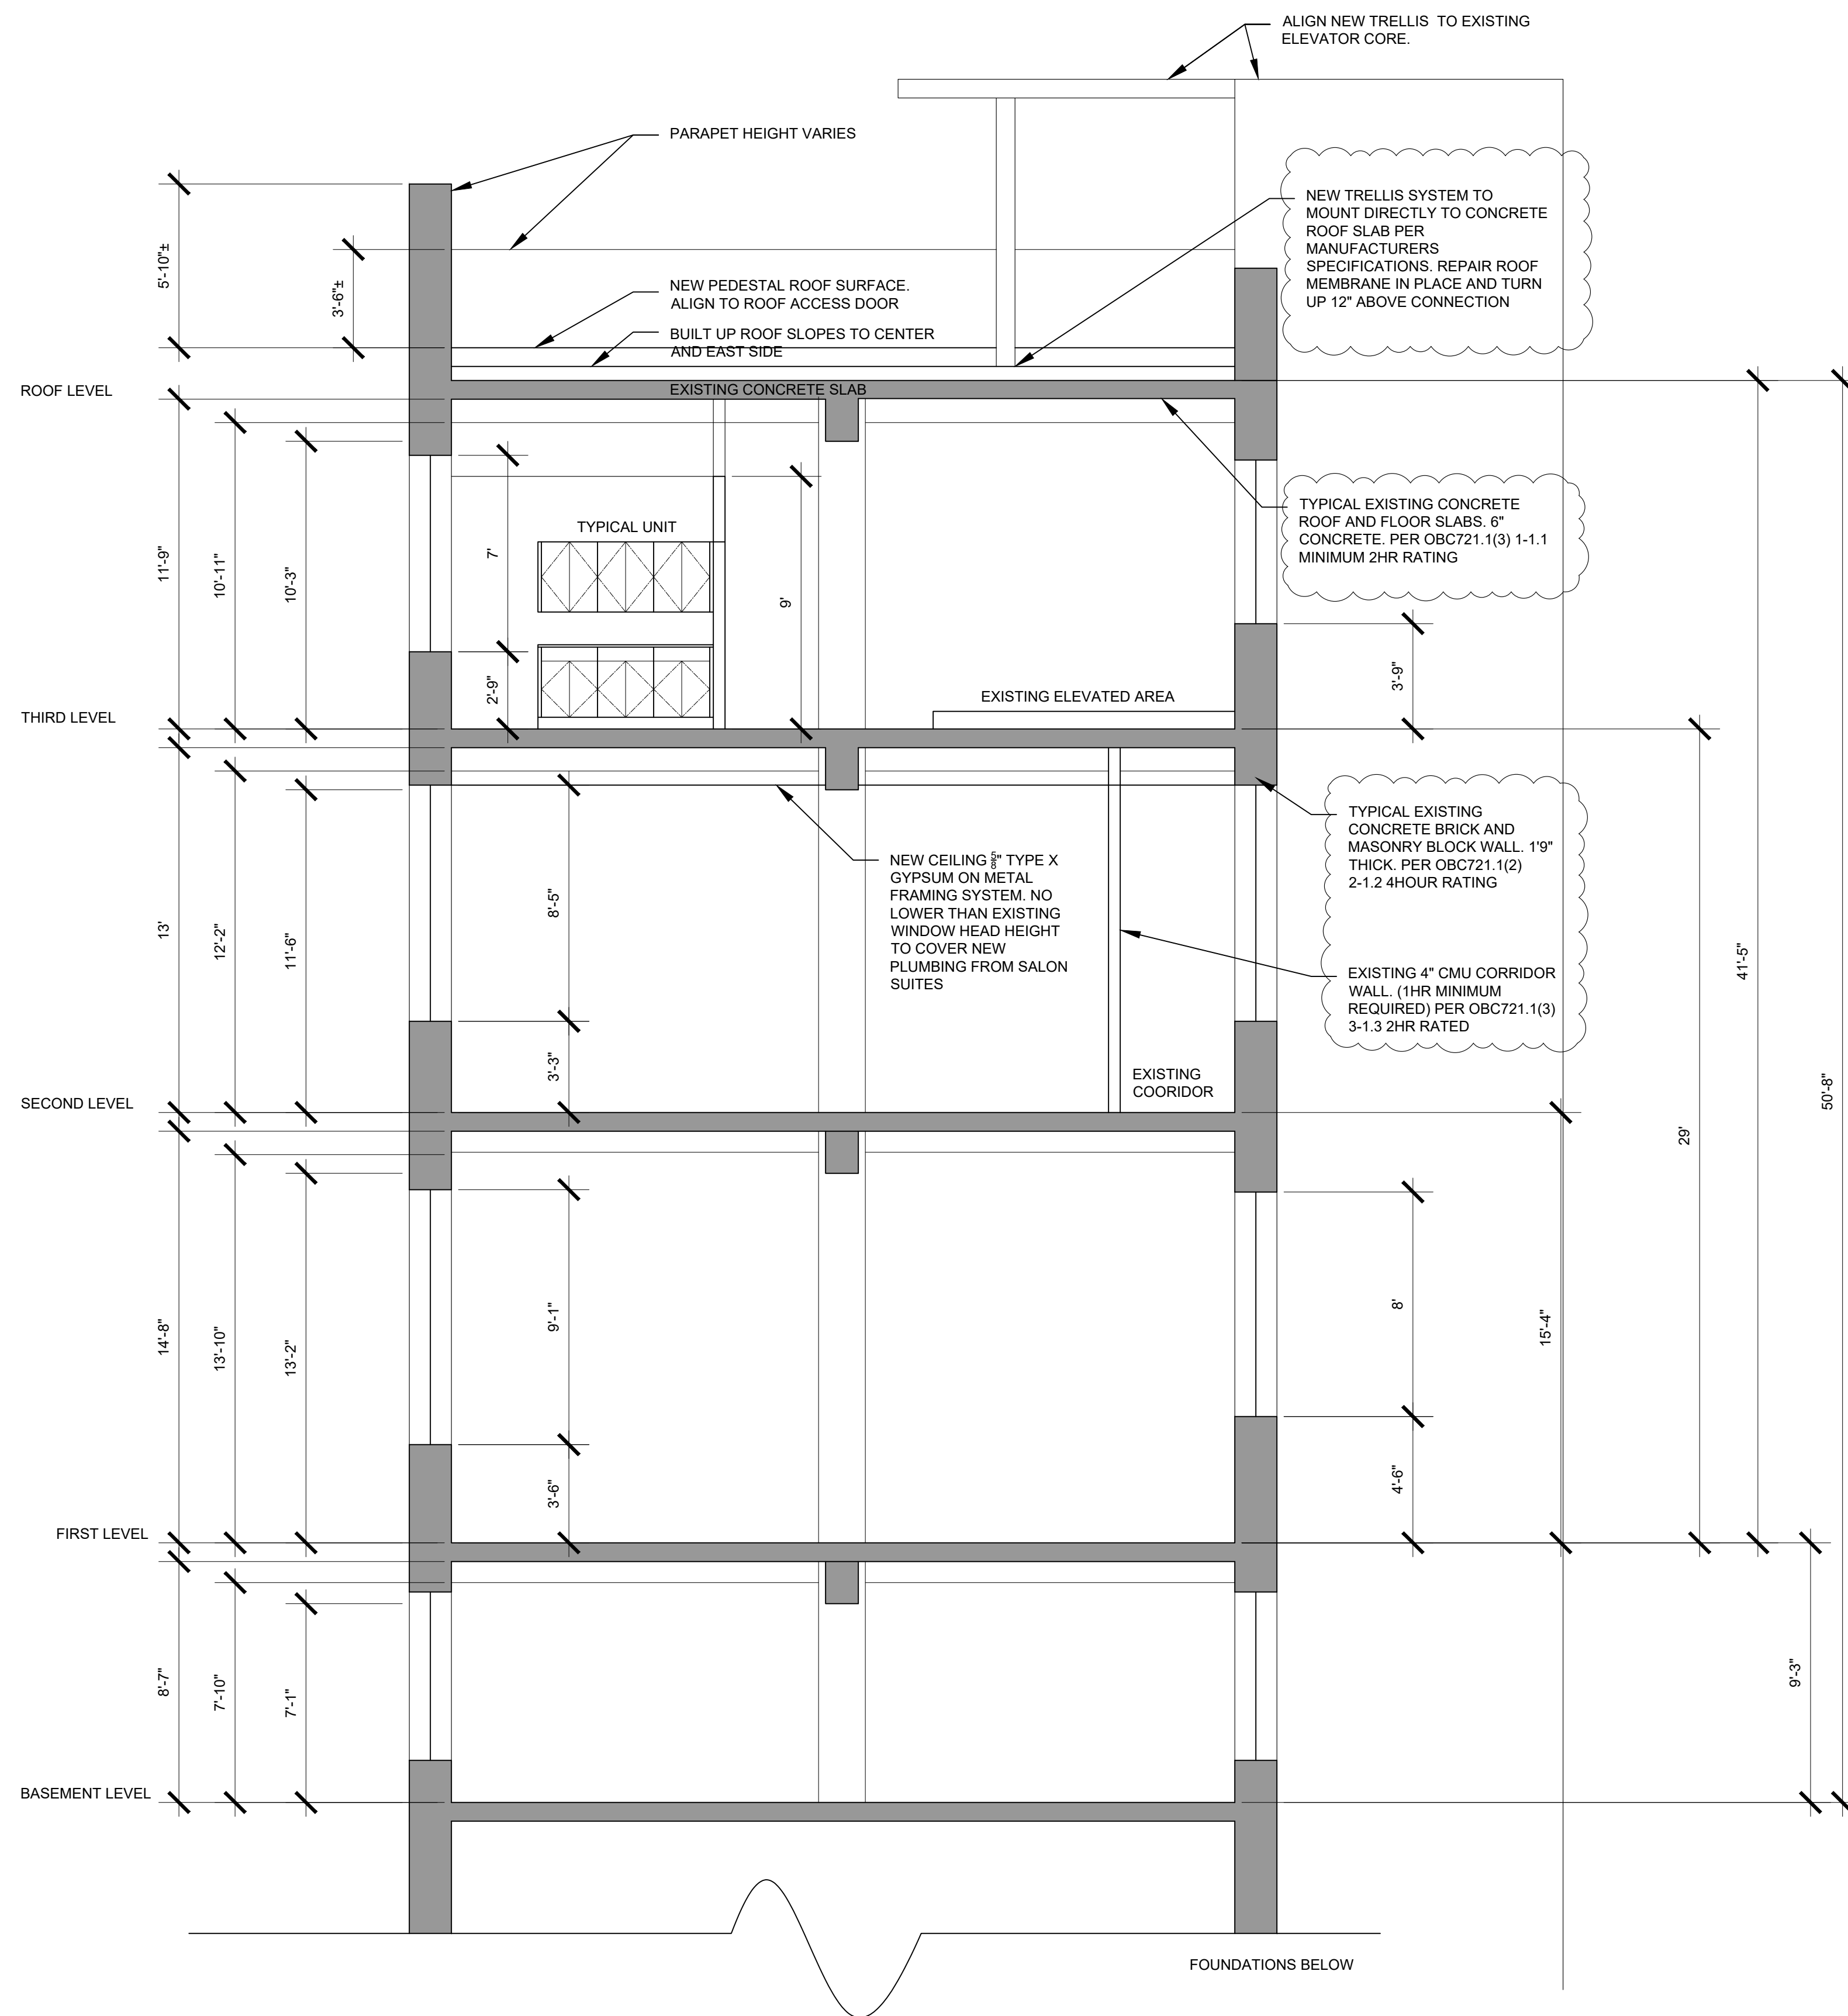 ALIGN NEW TRELLIS TO EXISTING
ELEVATOR CORE.
PARAPET HEIGHT VARIES
NEW TRELLIS SYSTEM TO
MOUNT DIRECTLY TO CONCRETE
ROOF SLAB PER
MANUFACTURERS
SPECIFICATIONS. REPAIR ROOF
MEMBRANE IN PLACE AND TURN
UP 12" ABOVE CONNECTION
5'-10"±
3'-6"±
NEW PEDESTAL ROOF SURFACE.
ALIGN TO ROOF ACCESS DOOR
BUILT UP ROOF SLOPES TO CENTER
AND EAST SIDE
ROOF LEVEL
EXISTING CONCRETE SLAB
TYPICAL EXISTING CONCRETE
ROOF AND FLOOR SLABS. 6"
CONCRETE. PER OBC721.1(3) 1-1.1
MINIMUM 2HR RATING
TYPICAL UNIT
11'-9"
10'-11"
10'-3"
7'
9'
2'-9"
3'-9"
EXISTING ELEVATED AREA
THIRD LEVEL
TYPICAL EXISTING
CONCRETE BRICK AND
MASONRY BLOCK WALL. 1'9"
THICK. PER OBC721.1(2)
2-1.2 4HOUR RATING
NEW CEILING 5/8" TYPE X
GYPSUM ON METAL
FRAMING SYSTEM. NO
LOWER THAN EXISTING
WINDOW HEAD HEIGHT
TO COVER NEW
PLUMBING FROM SALON
SUITES
13'
12'-2"
11'-6"
8'-5"
3'-3"
EXISTING 4" CMU CORRIDOR
WALL. (1HR MINIMUM
REQUIRED) PER OBC721.1(3)
3-1.3 2HR RATED
41'-5"
EXISTING
COORIDOR
50'-8"
SECOND LEVEL
29'
14'-8"
13'-10"
13'-2"
9'-1"
8'
15'-4"
3'-6"
4'-6"
FIRST LEVEL
8'-7"
7'-10"
7'-1"
9'-3"
BASEMENT LEVEL
FOUNDATIONS BELOW